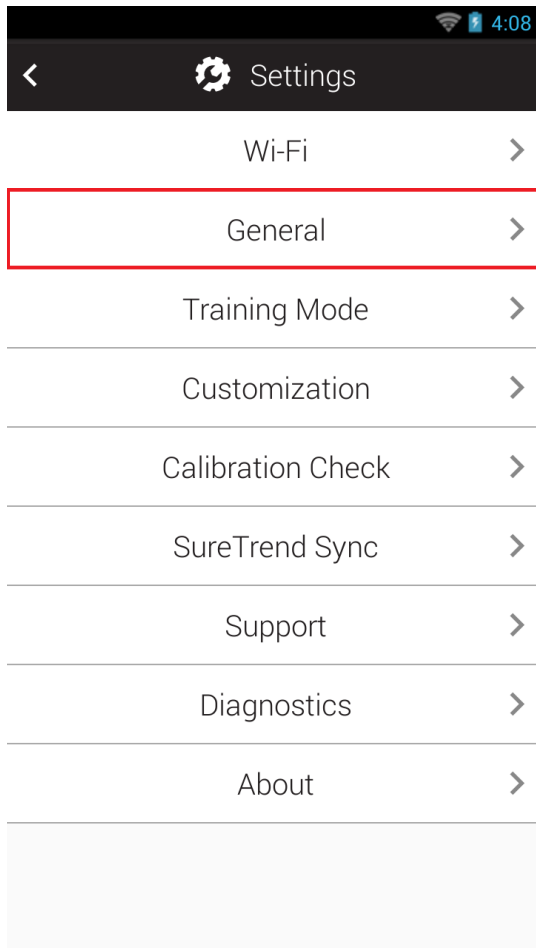 4:08
Settings
Wi-Fi
General
Training Mode
Customization
Calibration Check
SureTrend Sync
Support
Diagnostics
About